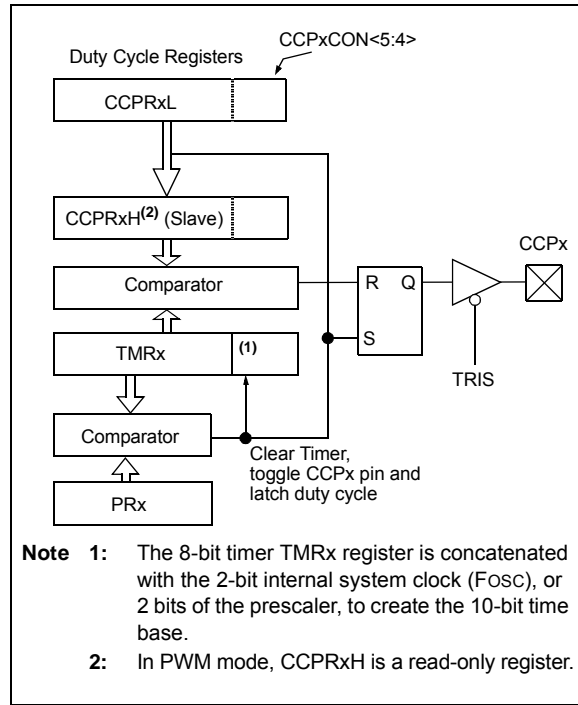 CCPxCON<5:4>
Duty Cycle Registers
CCPRxL
CCPRxH(2) (Slave)
CCPx
Comparator
R Q
TMRx (1)
S
TRIS
Comparator
Clear Timer,
toggle CCPx pin and
latch duty cycle
PRx
Note 1: The 8-bit timer TMRx register is concatenated
with the 2-bit internal system clock (FOSC), or
2 bits of the prescaler, to create the 10-bit time
base.
2: In PWM mode, CCPRxH is a read-only register.